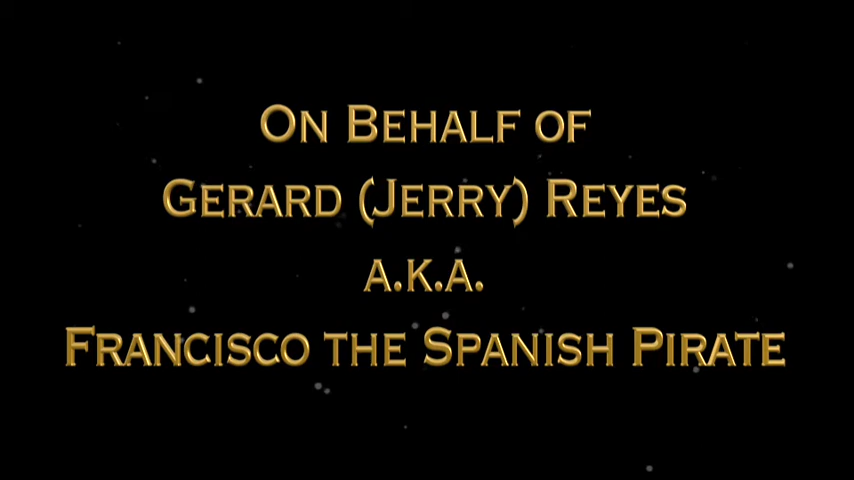 On Behalf of
Gerard (Jerry) Reyes
a.k.a.
Francisco the Spanish Pirate